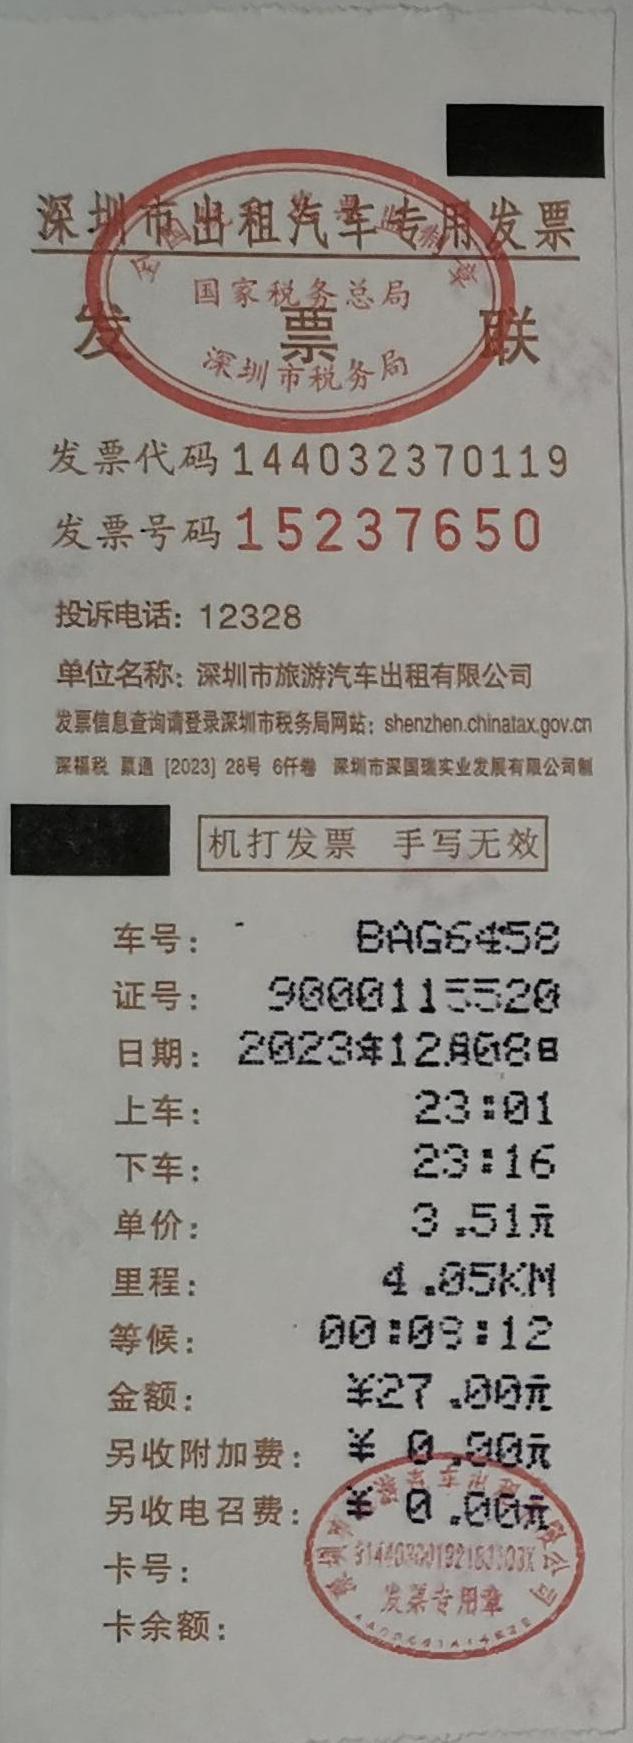 深圳市出租汽车专用发票
全国统一发票监制章
国家税务总局
发票联
深圳市税务局
发票代码 144032370119
发票号码 15237650
投诉电话：12328
单位名称：深圳市旅游汽车出租有限公司
发票信息查询请登录深圳市税务局网站：shenzhen.chinatax.gov.cn
深福税 票通 [2023] 28号 6仟卷 深圳市深国瑞实业发展有限公司制
机打发票 手写无效
车号： BAG6458
证号： 9000115520
日期： 2023年12月08日
上车： 23:01
下车： 23:16
单价： 3.51元
里程： 4.05KM
等候： 00:09:12
金额： ¥27.00元
另收附加费： ¥ 0.00元
另收电召费： ¥ 0.00元
卡号：
卡余额：
发票专用章